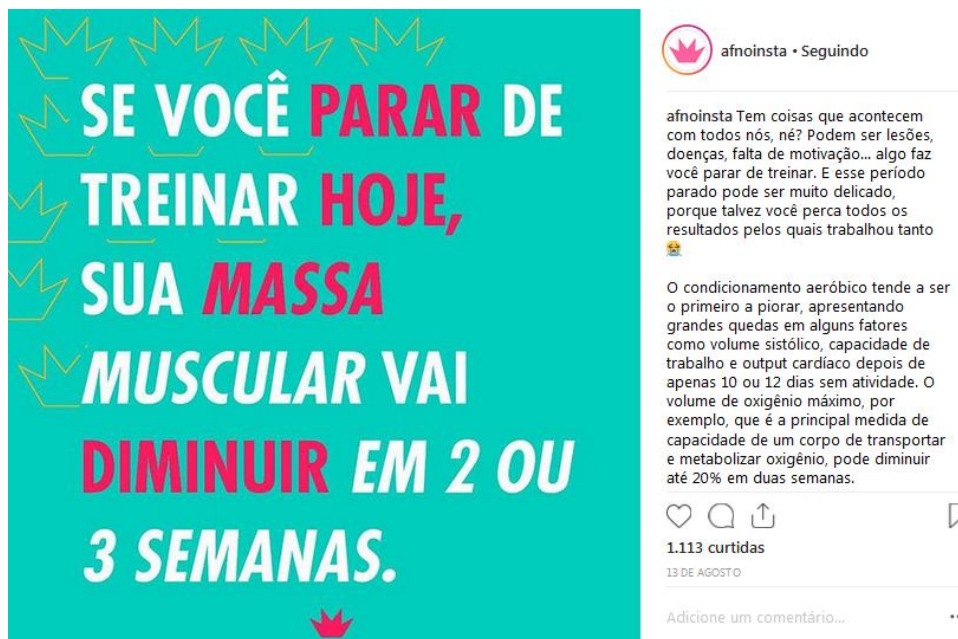 SE VOCÊ PARAR DE
TREINAR HOJE,
SUA MASSA
MUSCULAR VAI
DIMINUIR EM 2 OU
3 SEMANAS.
afnoinsta • Seguindo
afnoinsta Tem coisas que acontecem
com todos nós, né? Podem ser lesões,
doenças, falta de motivação... algo faz
você parar de treinar. E esse período
parado pode ser muito delicado,
porque talvez você perca todos os
resultados pelos quais trabalhou tanto
😭
O condicionamento aeróbico tende a ser
o primeiro a piorar, apresentando
grandes quedas em alguns fatores
como volume sistólico, capacidade de
trabalho e output cardíaco depois de
apenas 10 ou 12 dias sem atividade. O
volume de oxigênio máximo, por
exemplo, que é a principal medida de
capacidade de um corpo de transportar
e metabolizar oxigênio, pode diminuir
até 20% em duas semanas.
1.113 curtidas
13 DE AGOSTO
Adicione um comentário...